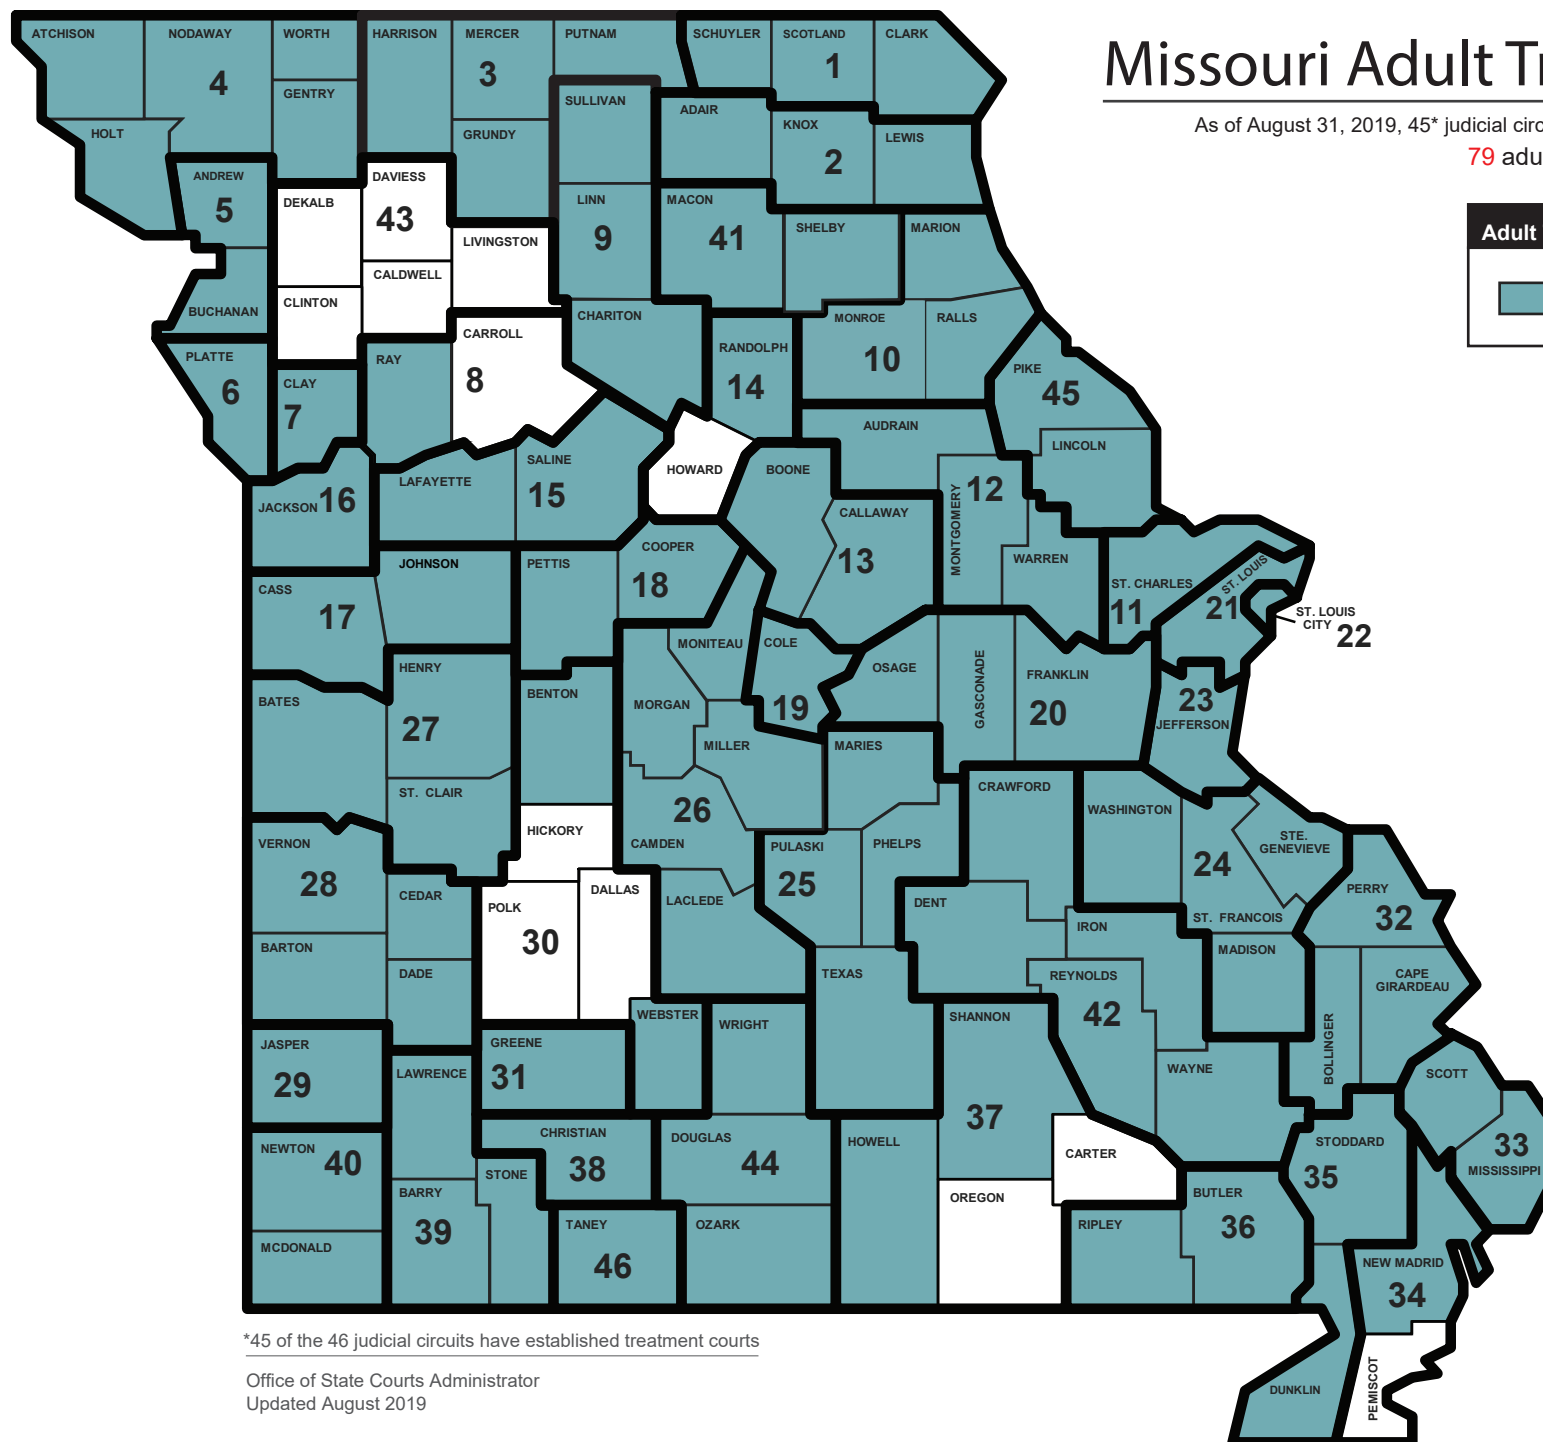 Missouri Adult Tr
As of August 31, 2019, 45* judicial circ
79 adu
Adult
ATCHISON
NODAWAY
WORTH
HARRISON
MERCER
PUTNAM
SCHUYLER
SCOTLAND
CLARK
4
3
1
GENTRY
SULLIVAN
ADAIR
KNOX
HOLT
GRUNDY
LEWIS
2
ANDREW
5
DEKALB
DAVIESS
43
LINN
9
MACON
41
SHELBY
MARION
LIVINGSTON
CALDWELL
CLINTON
BUCHANAN
CHARITON
MONROE
RALLS
CARROLL
8
RANDOLPH
14
10
PLATTE
6
RAY
CLAY
7
PIKE
45
AUDRAIN
LINCOLN
SALINE
15
HOWARD
BOONE
LAFAYETTE
JACKSON 16
MONTGOMERY
12
CALLAWAY
13
COOPER
18
JOHNSON
PETTIS
WARREN
CASS
17
ST. CHARLES
11
ST. LOUIS
21
ST. LOUIS
CITY 22
MONITEAU
COLE
19
HENRY
27
OSAGE
GASCONADE
FRANKLIN
20
BENTON
BATES
MORGAN
23
JEFFERSON
MILLER
MARIES
CRAWFORD
ST. CLAIR
26
CAMDEN
WASHINGTON
HICKORY
VERNON
28
PULASKI
25
PHELPS
STE.
GENEVIEVE
24
CEDAR
DALLAS
LACLEDE
DENT
PERRY
32
POLK
30
ST. FRANCOIS
IRON
BARTON
MADISON
DADE
TEXAS
REYNOLDS
42
CAPE
GIRARDEAU
WEBSTER
WRIGHT
SHANNON
BOLLINGER
JASPER
29
GREENE
31
LAWRENCE
WAYNE
SCOTT
37
CHRISTIAN
38
DOUGLAS
44
HOWELL
NEWTON 40
STODDARD
35
33
MISSISSIPPI
CARTER
STONE
BARRY
39
OREGON
BUTLER
36
TANEY
46
OZARK
RIPLEY
MCDONALD
NEW MADRID
34
PEMISCOT
DUNKLIN
*45 of the 46 judicial circuits have established treatment courts
Office of State Courts Administrator
Updated August 2019